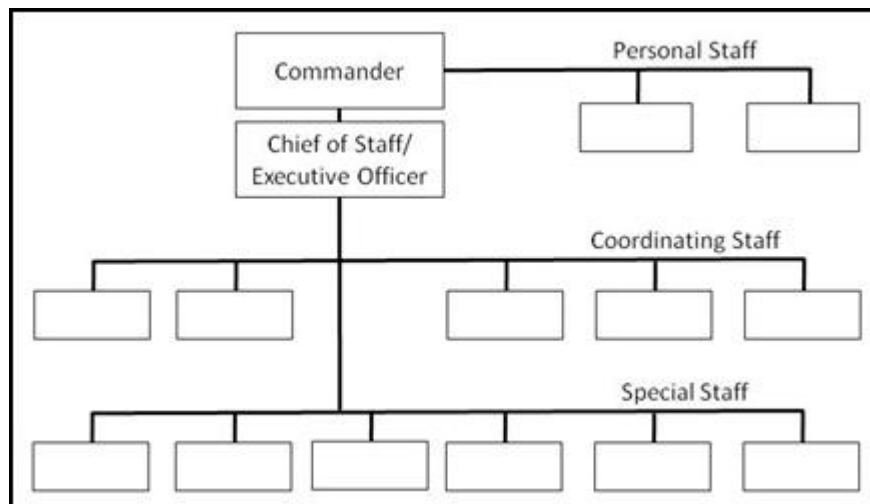 Personal Staff
Commander
Chief of Staff/
Executive Officer
Coordinating Staff
Special Staff